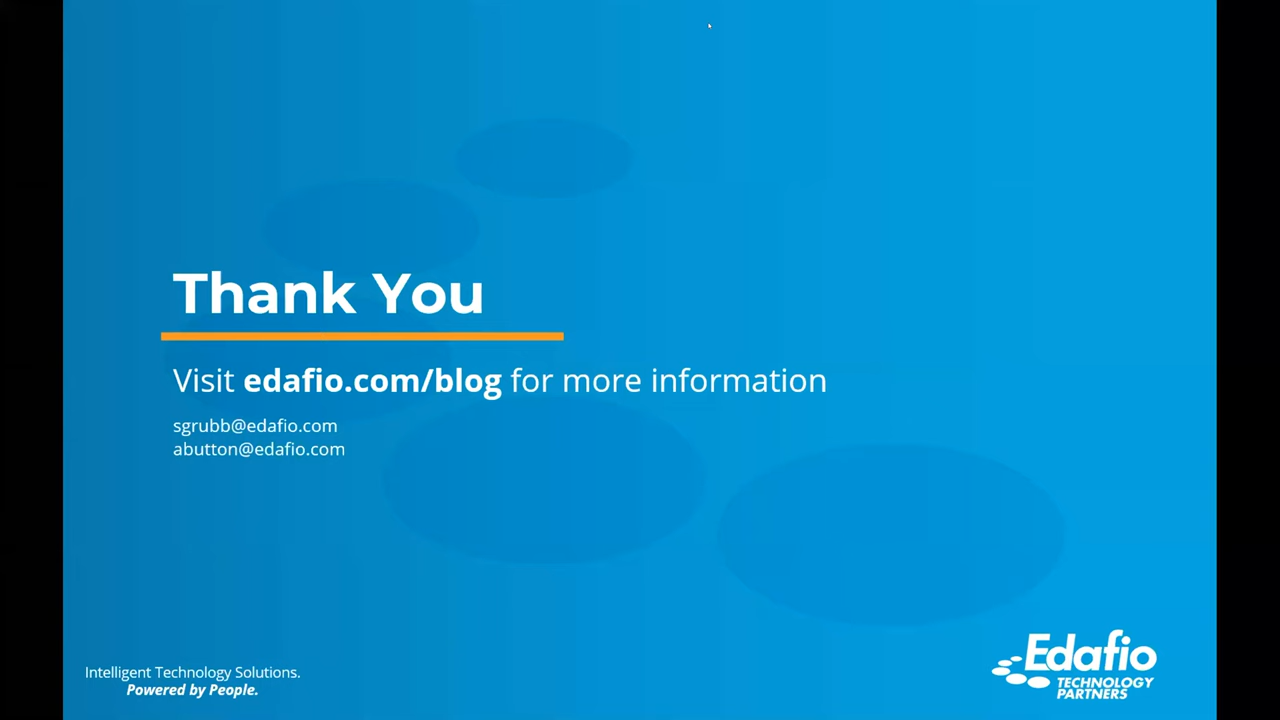 Thank You
Visit edafio.com/blog for more information
sgrubb@edafio.com
abutton@edafio.com
Intelligent Technology Solutions.
Powered by People.
Edafio
TECHNOLOGY
PARTNERS